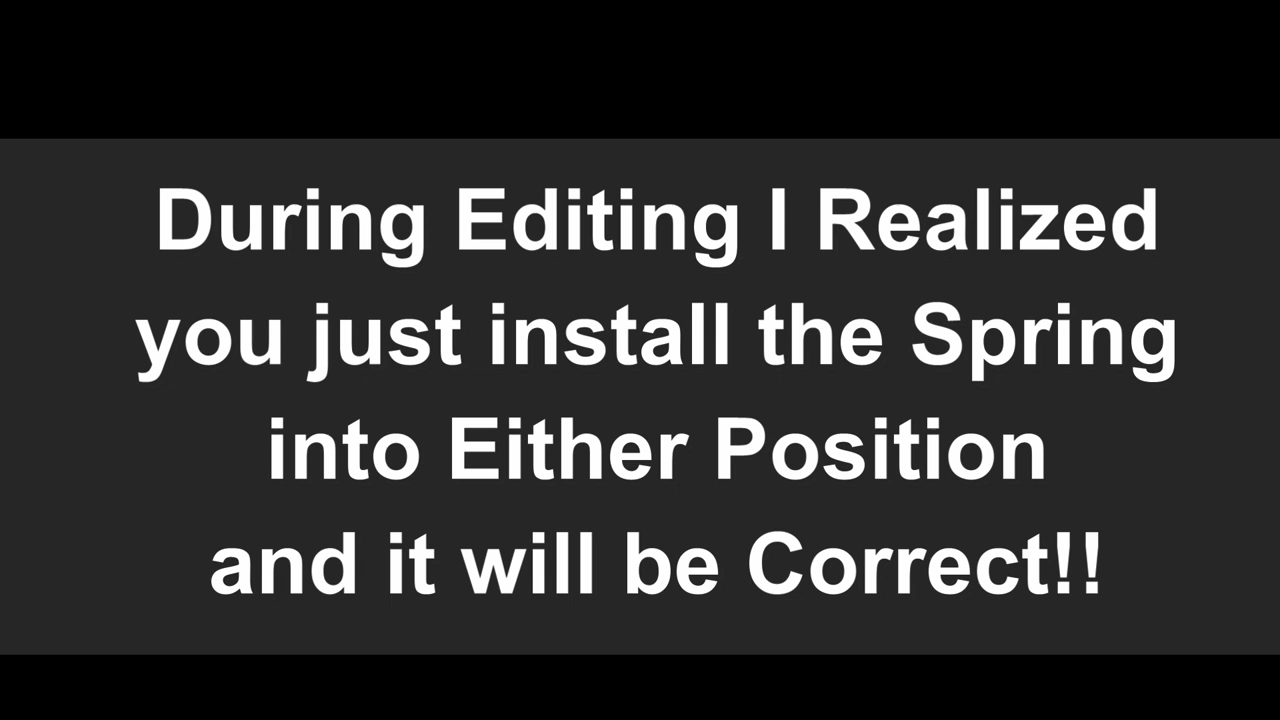 During Editing I Realized
you just install the Spring
into Either Position
and it will be Correct!!